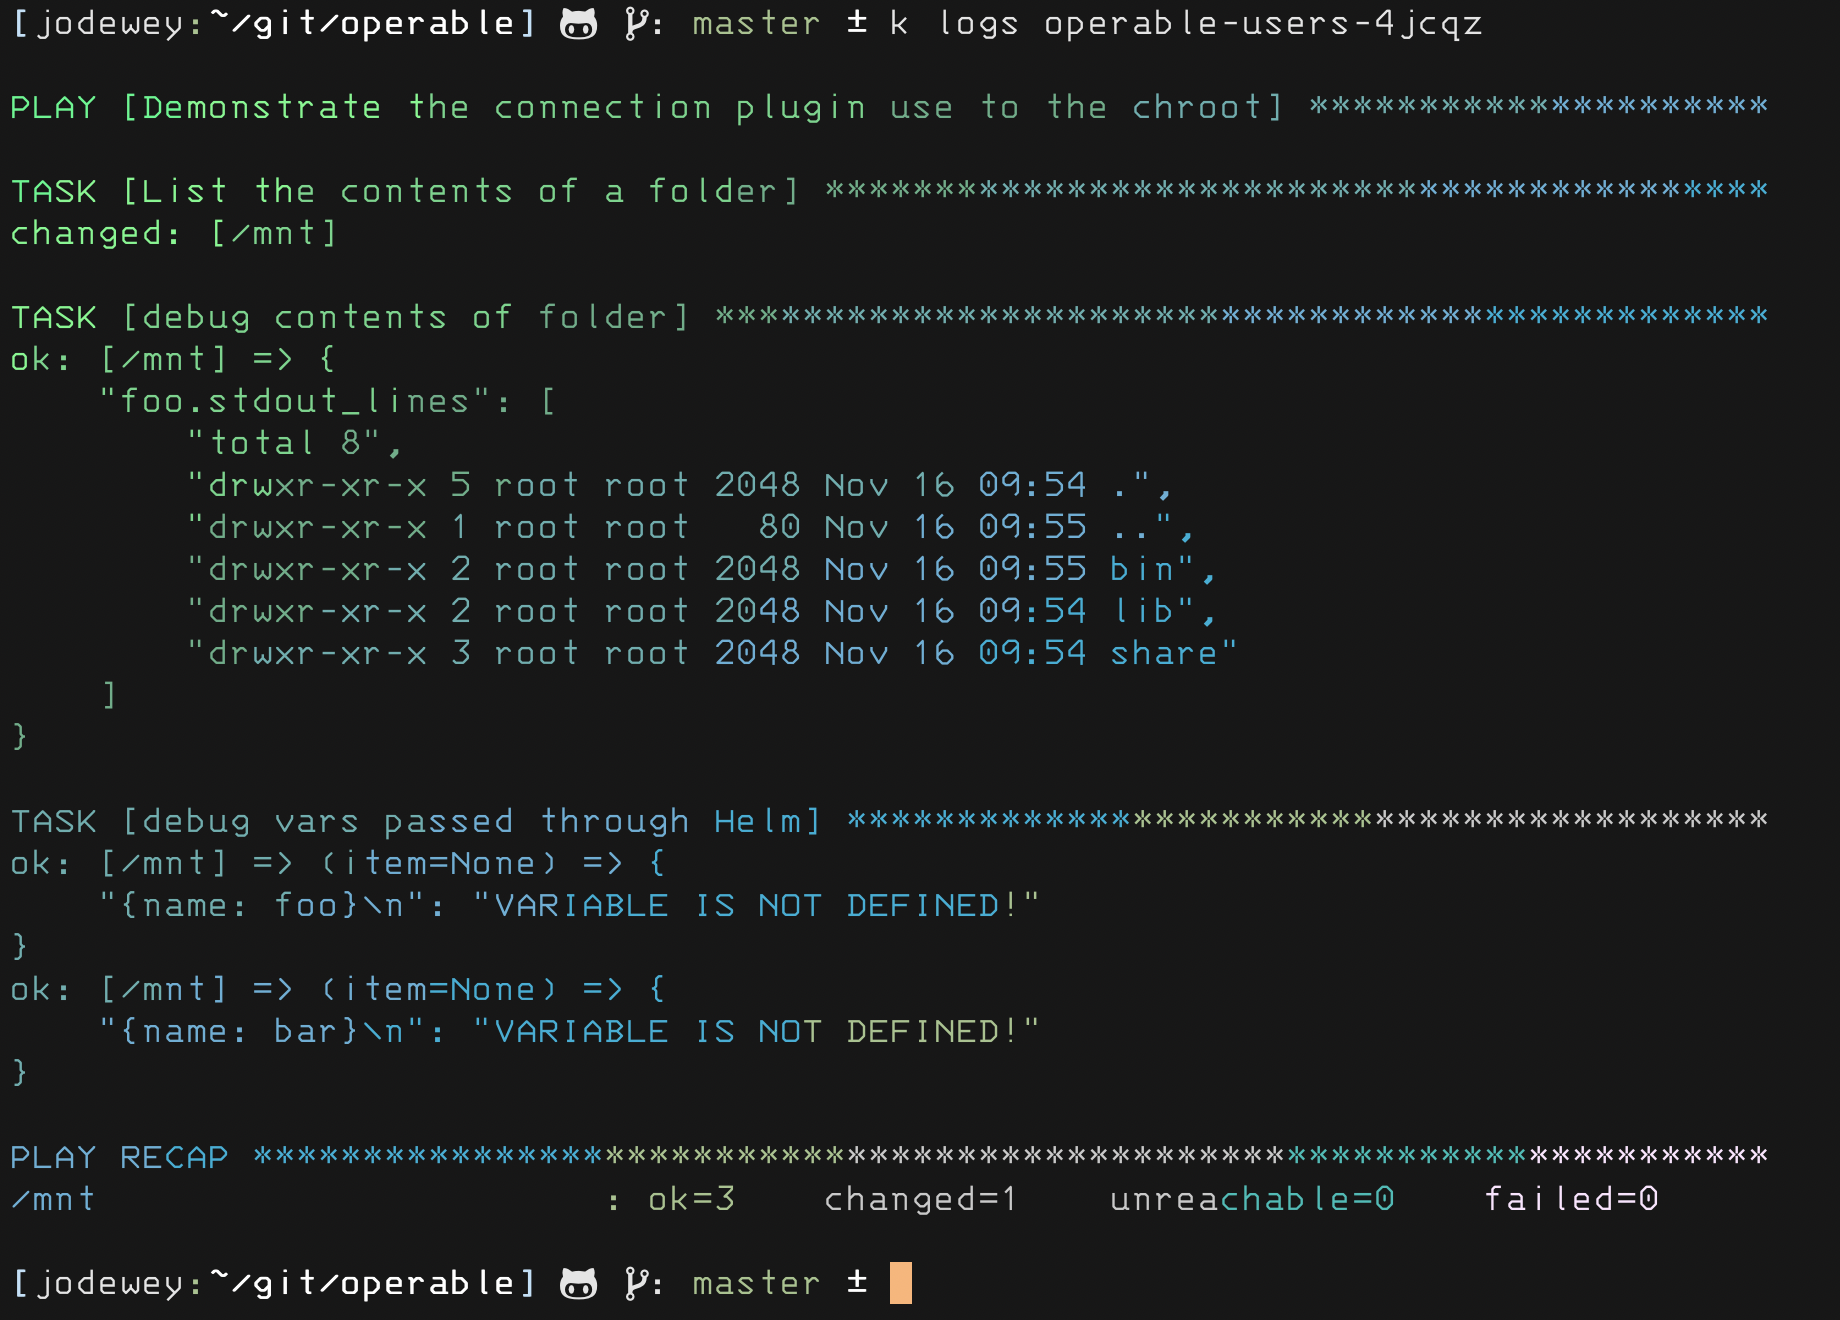 [jodewey:~/git/operable] : master ± k logs operable-users-4jcqz
PLAY [Demonstrate the connection plugin use to the chroot] *********************
TASK [List the contents of a folder] *******************************************
changed: [/mnt]
TASK [debug contents of folder] ************************************************
ok: [/mnt] => {
    "foo.stdout_lines": [
        "total 8",
        "drwxr-xr-x 5 root root 2048 Nov 16 09:54 .",
        "drwxr-xr-x 1 root root   80 Nov 16 09:55 ..",
        "drwxr-xr-x 2 root root 2048 Nov 16 09:55 bin",
        "drwxr-xr-x 2 root root 2048 Nov 16 09:54 lib",
        "drwxr-xr-x 3 root root 2048 Nov 16 09:54 share"
    ]
}
TASK [debug vars passed through Helm] ******************************************
ok: [/mnt] => (item=None) => {
    "{name: foo}\n": "VARIABLE IS NOT DEFINED!"
}
ok: [/mnt] => (item=None) => {
    "{name: bar}\n": "VARIABLE IS NOT DEFINED!"
}
PLAY RECAP *********************************************************************
/mnt                       : ok=3    changed=1    unreachable=0    failed=0
[jodewey:~/git/operable] : master ±